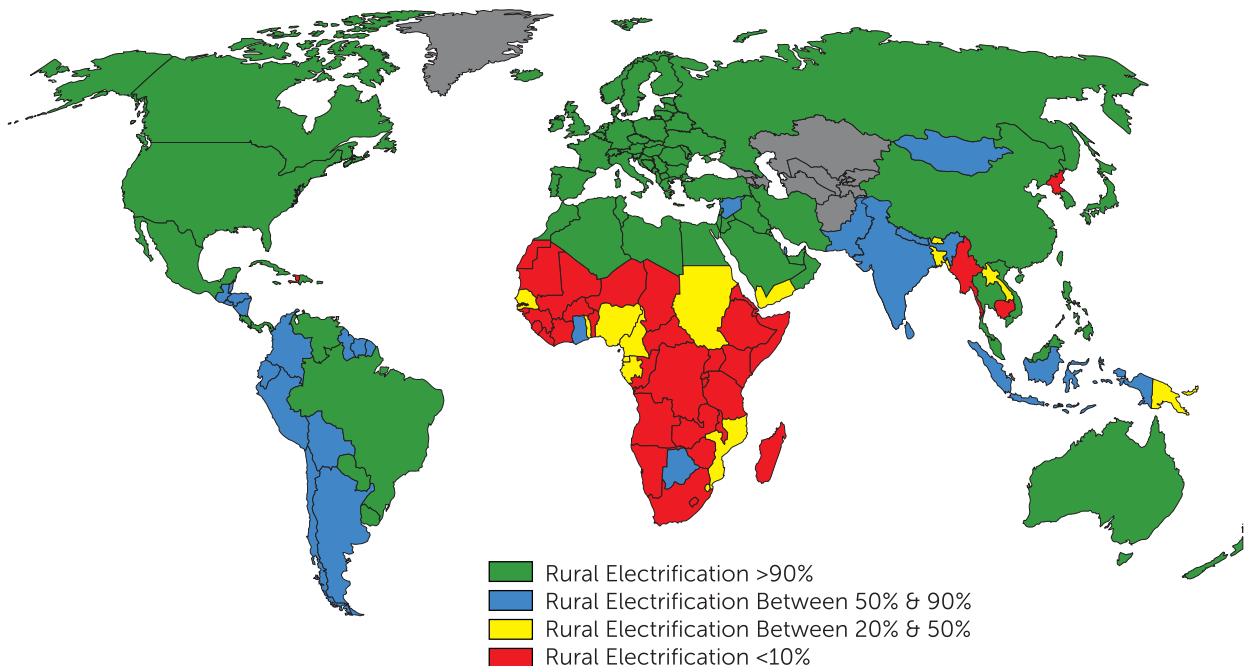 Rural Electrification >90%
Rural Electrification Between 50% & 90%
Rural Electrification Between 20% & 50%
Rural Electrification <10%